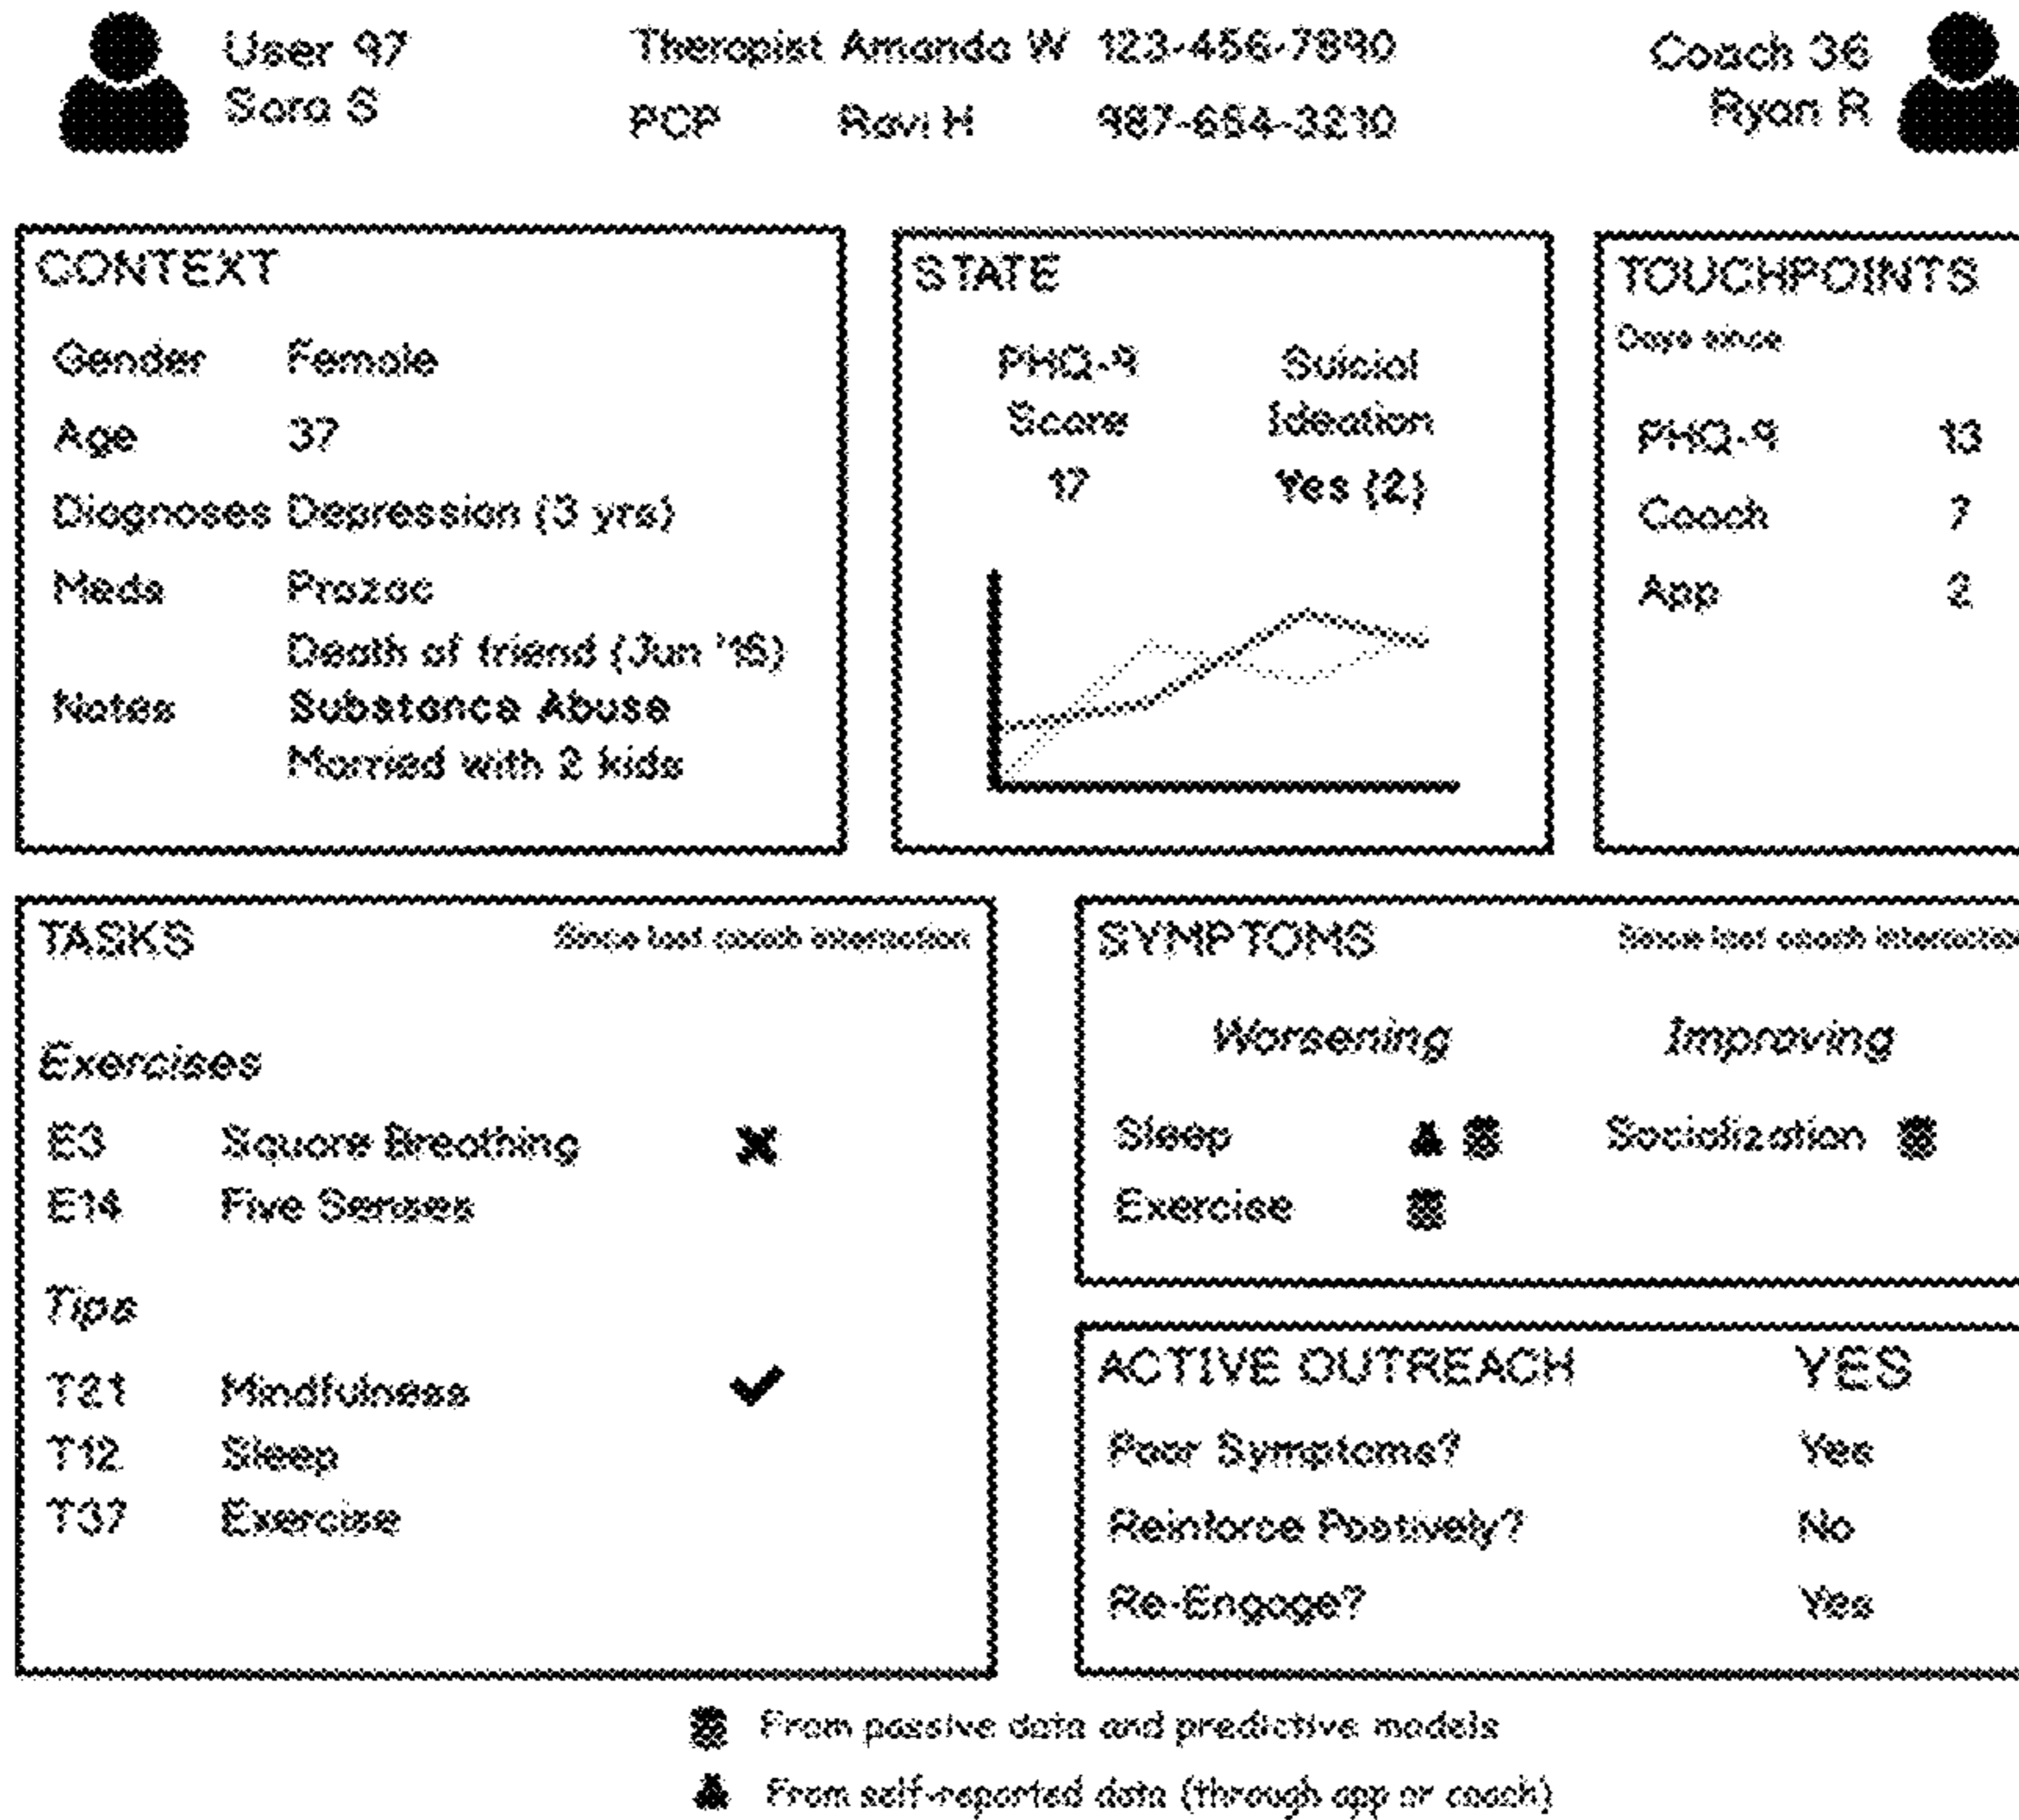 User 97
Sara S
Therapist Amanda W 123-456-7890
PCP Ravi H 987-654-3210
Coach 36
Ryan R
CONTEXT
Gender Female
Age 37
Diagnoses Depression (3 yrs)
Meds Prozac
Death of friend (Jun '15)
Notes Substance Abuse
Married with 2 kids
STATE
PHQ-9 Suicial
Score Ideation
17 Yes (2)
TOUCHPOINTS
Days since
PHQ-9 13
Coach 7
App 2
TASKS Since last coach interaction
Exercises
E3 Square Breathing
E14 Five Senses
Tips
T21 Mindfulness
T12 Sleep
T37 Exercise
SYMPTOMS Since last coach interaction
Worsening Improving
Sleep Socialization
Exercise
ACTIVE OUTREACH YES
Poor Symptoms? Yes
Reinforce Postively? No
Re-Engage? Yes
From passive data and predictive models
From self-reported data (through app or coach)